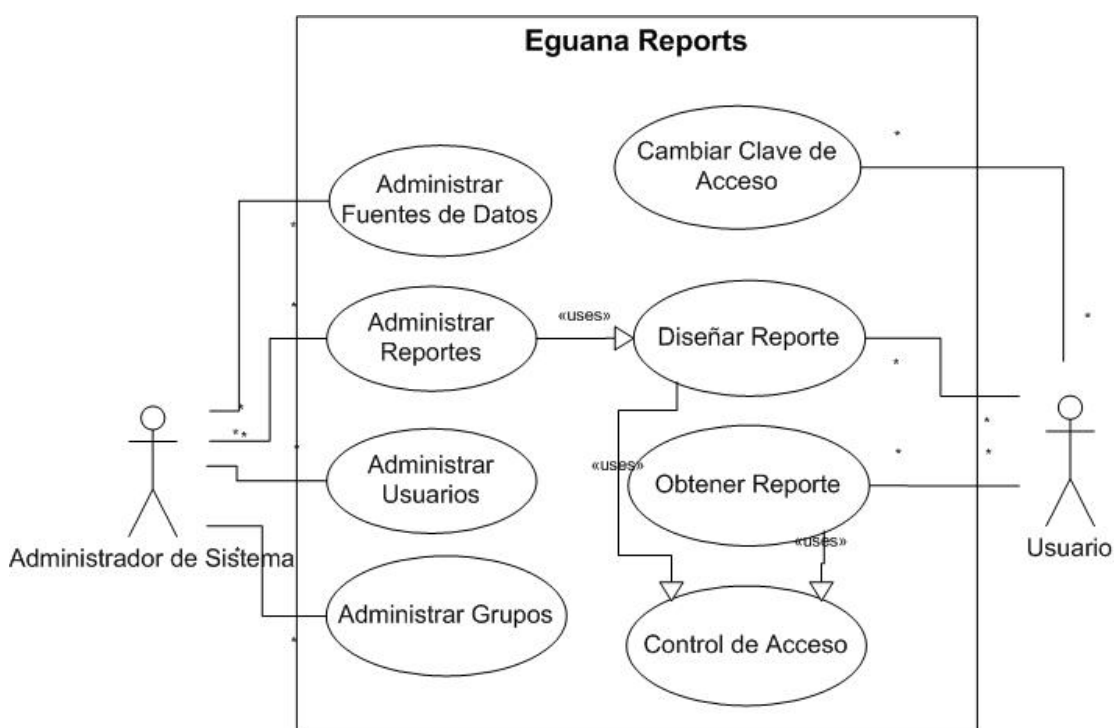 Eguana Reports
Cambiar Clave de
Acceso
*
Administrar
Fuentes de Datos
*
*
Administrar
Reportes
«uses»
Diseñar Reporte
*
*
*
**
*
*
Administrar
Usuarios
«uses»
Obtener Reporte
*
*
Administrador de Sistema
*
«uses»
Usuario
Administrar Grupos
*
Control de Acceso